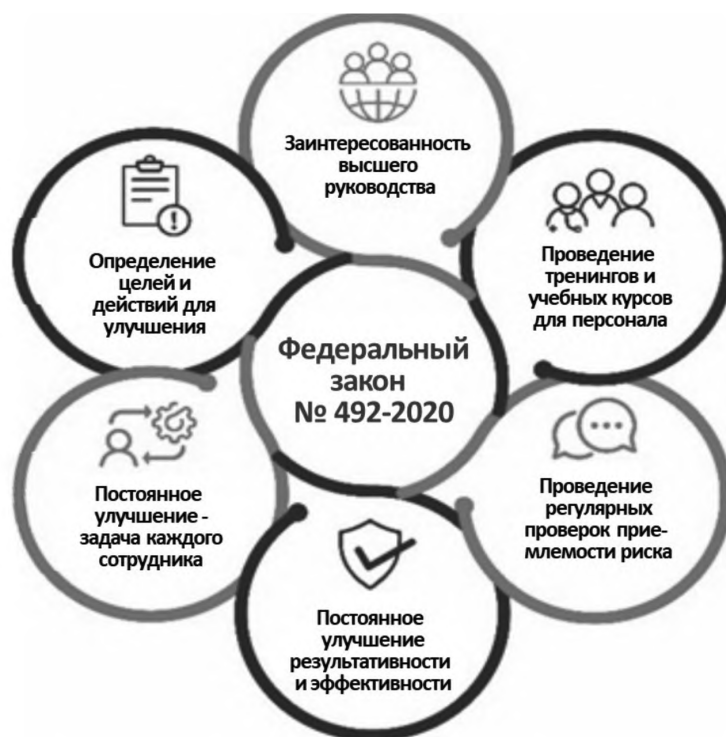 Заинтересованность
высшего
руководства
Проведение
тренингов и
учебных курсов
для персонала
Проведение
регулярных
проверок прие-
млемости риска
Постоянное
улучшение
результативности
и эффективности
Постоянное
улучшение -
задача каждого
сотрудника
Определение
целей и
действий для
улучшения
Федеральный
закон
№ 492-2020